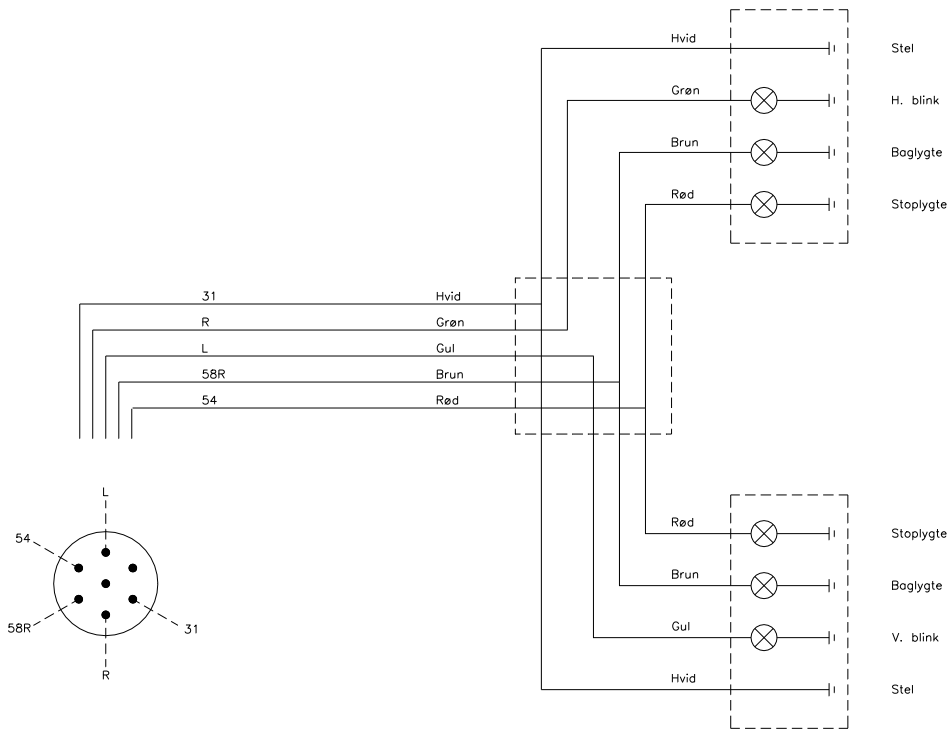 Hvid Stel
Grøn H. blink
Brun Baglygte
Rød Stoplygte
31 Hvid
R Grøn
L Gul
58R Brun
54 Rød
L
54
58R
31
R
Rød Stoplygte
Brun Baglygte
Gul V. blink
Hvid Stel